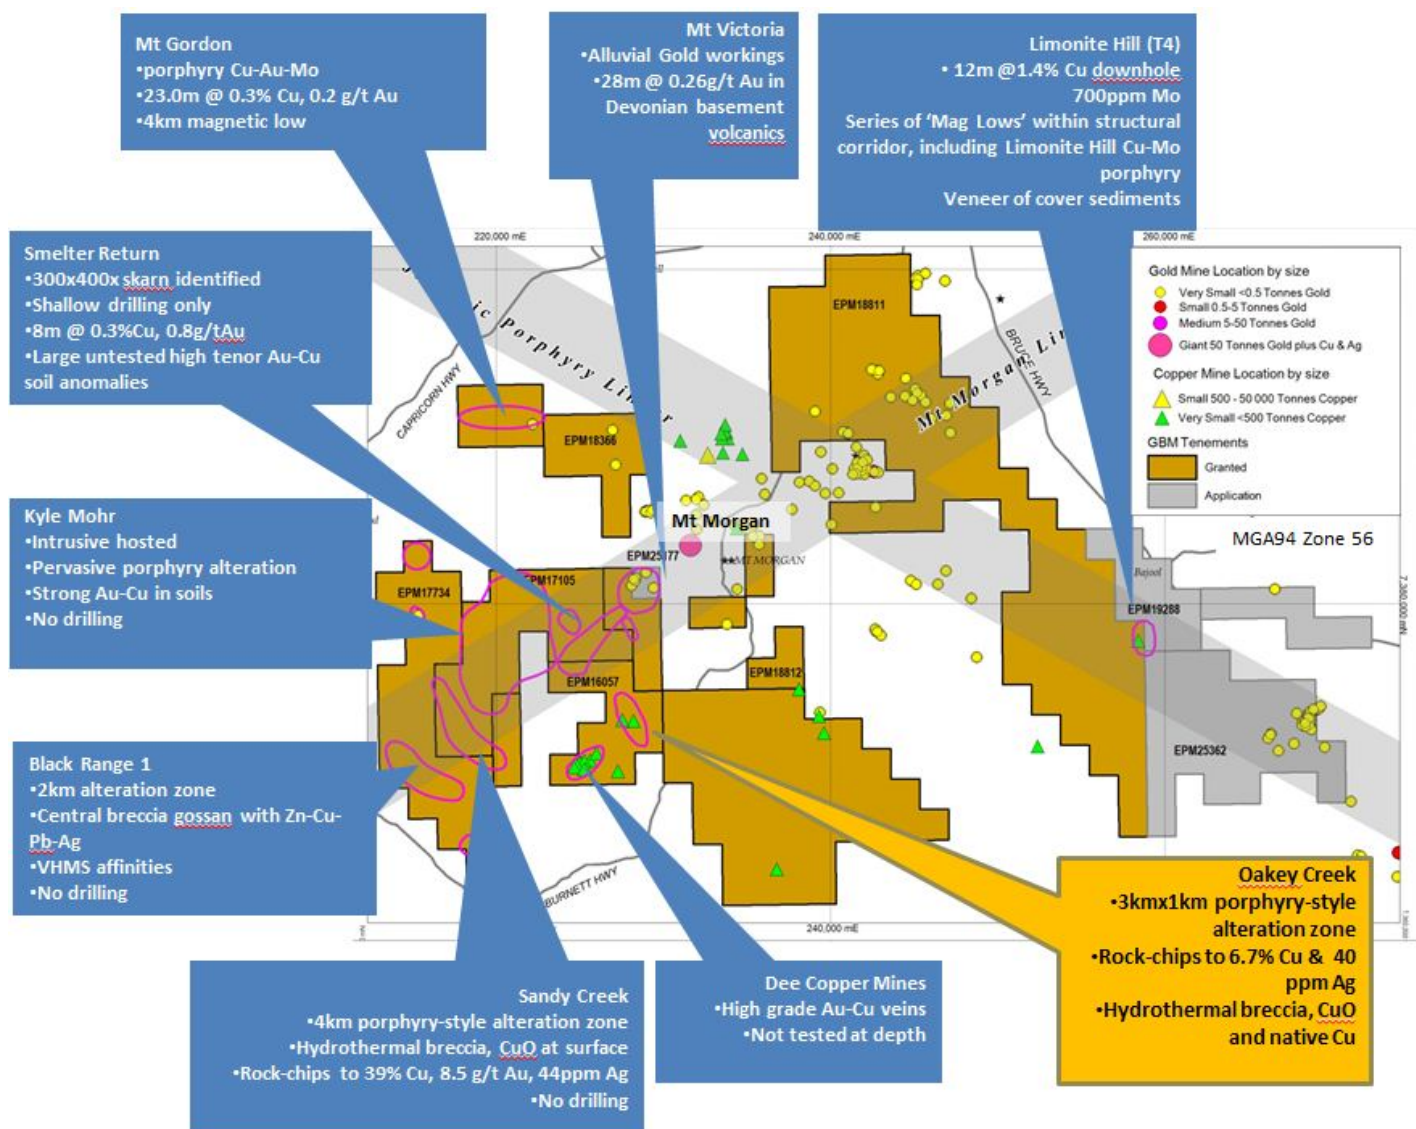 Mt Gordon
•porphyry Cu-Au-Mo
•23.0m @ 0.3% Cu, 0.2 g/t Au
•4km magnetic low
Mt Victoria
•Alluvial Gold workings
•28m @ 0.26g/t Au in
Devonian basement
volcanics
Limonite Hill (T4)
• 12m @1.4% Cu downhole
700ppm Mo
Series of ‘Mag Lows’ within structural
corridor, including Limonite Hill Cu-Mo
porphyry
Veneer of cover sediments
Smelter Return
•300x400x skarn identified
•Shallow drilling only
•8m @ 0.3%Cu, 0.8g/tAu
•Large untested high tenor Au-Cu
soil anomalies
Kyle Mohr
•Intrusive hosted
•Pervasive porphyry alteration
•Strong Au-Cu in soils
•No drilling
Black Range 1
•2km alteration zone
•Central breccia gossan with Zn-Cu-
Pb-Ag
•VHMS affinities
•No drilling
220,000 mE
240,000 mE
260,000 mE
ic Porphyry Lin
CAPRICORN HWY
BRUCE HWY
Mt Morgan Lin
EPM18811
EPM18366
Mt Morgan
EPM25177
MT MORGAN
EPM17105
EPM17734
EPM16057
EPM18812
Bajool
EPM19288
EPM25362
BURNETT HWY
240,000 mE
7,380,000 mN
Gold Mine Location by size
Very Small <0.5 Tonnes Gold
Small 0.5-5 Tonnes Gold
Medium 5-50 Tonnes Gold
Giant 50 Tonnes Gold plus Cu & Ag
Copper Mine Location by size
Small 500 - 50 000 Tonnes Copper
Very Small <500 Tonnes Copper
GBM Tenements
Granted
Application
MGA94 Zone 56
Sandy Creek
•4km porphyry-style alteration zone
•Hydrothermal breccia, CuO at surface
•Rock-chips to 39% Cu, 8.5 g/t Au, 44ppm Ag
•No drilling
Dee Copper Mines
•High grade Au-Cu veins
•Not tested at depth
Oakey Creek
•3kmx1km porphyry-style
alteration zone
•Rock-chips to 6.7% Cu & 40
ppm Ag
•Hydrothermal breccia, CuO
and native Cu